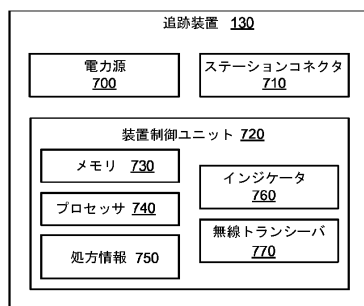 追跡装置 130
電力源
700
ステーションコネクタ
710
装置制御ユニット 720
メモリ 730
プロセッサ 740
処方情報 750
インジケータ
760
無線トランシーバ
770